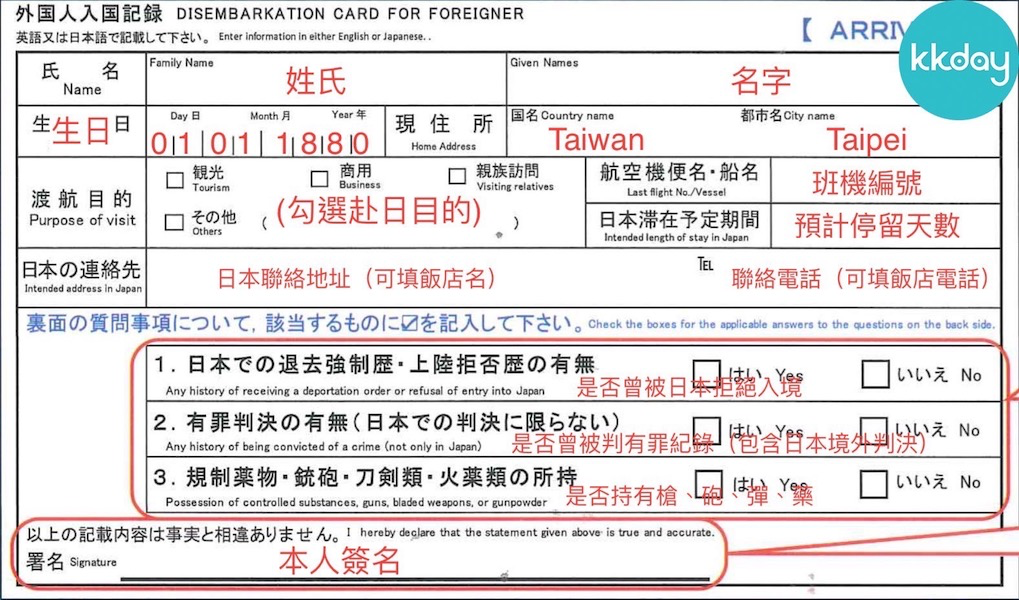 外国人入国記録 DISEMBARKATION CARD FOR FOREIGNER
英語又は日本語で記載して下さい。 Enter information in either English or Japanese. .
【 ARRIV
kkday
氏 名 Name
Family Name 姓氏
Given Names 名字
生 生日 日
Day 日 Month 月 Year 年
0 1 0 1 1 8 8 0
現住所 Home Address
国名 Country name Taiwan
都市名 City name Taipei
渡航目的 Purpose of visit
観光 Tourism
商用 Business
親族訪問 Visiting relatives
その他 Others ( (勾選赴日目的) )
航空機便名・船名 Last flight No./Vessel
班機編號
日本滞在予定期間 Intended length of stay in Japan
預計停留天數
日本の連絡先 Intended address in Japan
日本聯絡地址（可填飯店名）
TEL 聯絡電話（可填飯店電話）
裏面の質問事項について，該当するものに☑を記入して下さい。 Check the boxes for the applicable answers to the questions on the back side.
1. 日本での退去強制歴・上陸拒否歴の有無
Any history of receiving a deportation order or refusal of entry into Japan
是否曾被日本拒絕入境
はい Yes
いいえ No
2. 有罪判決の有無（日本での判決に限らない）
Any history of being convicted of a crime (not only in Japan)
是否曾被判有罪紀錄（包含日本境外判決）
はい Yes
いいえ No
3. 規制薬物・銃砲・刀剣類・火薬類の所持
Possession of controlled substances, guns, bladed weapons, or gunpowder
是否持有槍、砲、彈、藥
はい Yes
いいえ No
以上の記載内容は事実と相違ありません。 I hereby declare that the statement given above is true and accurate.
署名 Signature 本人簽名